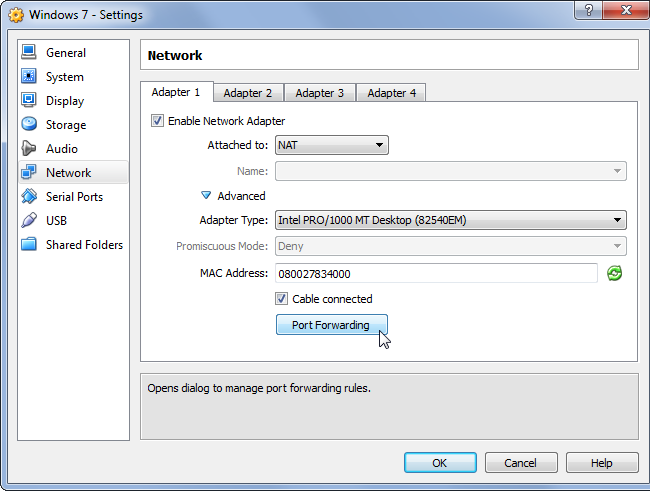 Windows 7 - Settings
General
System
Display
Storage
Audio
Network
Serial Ports
USB
Shared Folders
Network
Adapter 1 Adapter 2 Adapter 3 Adapter 4
Enable Network Adapter
Attached to: NAT
Name:
Advanced
Adapter Type: Intel PRO/1000 MT Desktop (82540EM)
Promiscuous Mode: Deny
MAC Address: 080027834000
Cable connected
Port Forwarding
Opens dialog to manage port forwarding rules.
OK Cancel Help